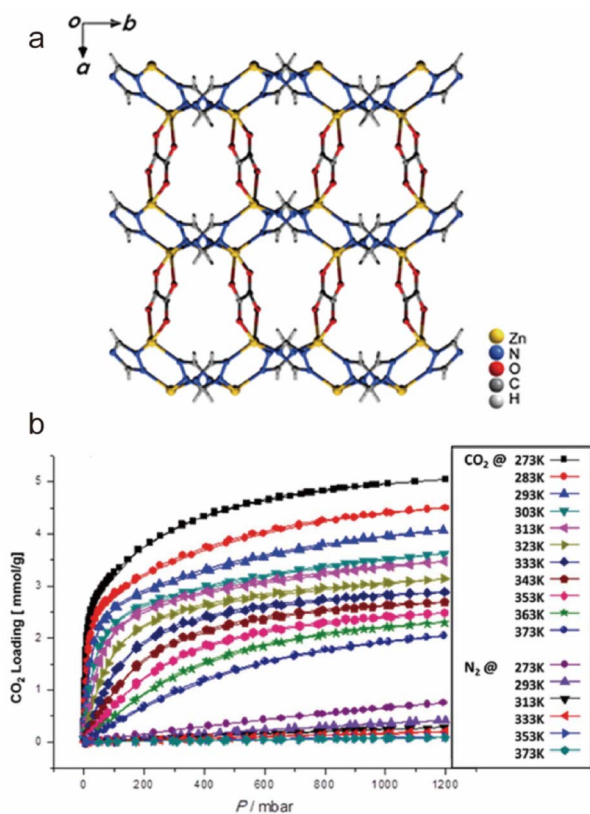 a
o
b
a
Zn
N
O
C
H
b
CO2 Loading [ mmol/g]
5
4
3
2
1
0
0
200
400
600
800
1000
1200
P / mbar
CO2 @ 273K
283K
293K
303K
313K
323K
333K
343K
353K
363K
373K
N2 @ 273K
293K
313K
333K
353K
373K